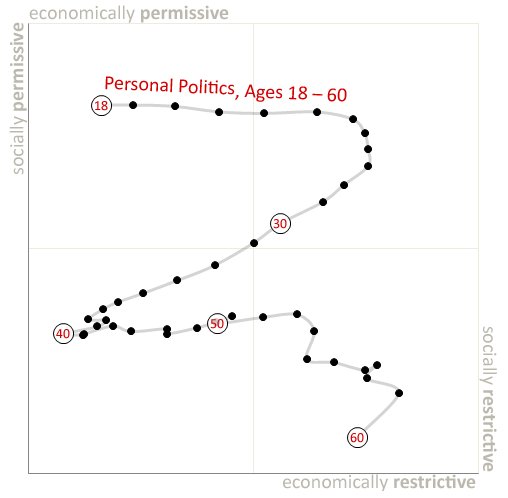 economically permissive
socially permissive
Personal Politics, Ages 18 – 60
18
30
40
50
60
socially restrictive
economically restrictive